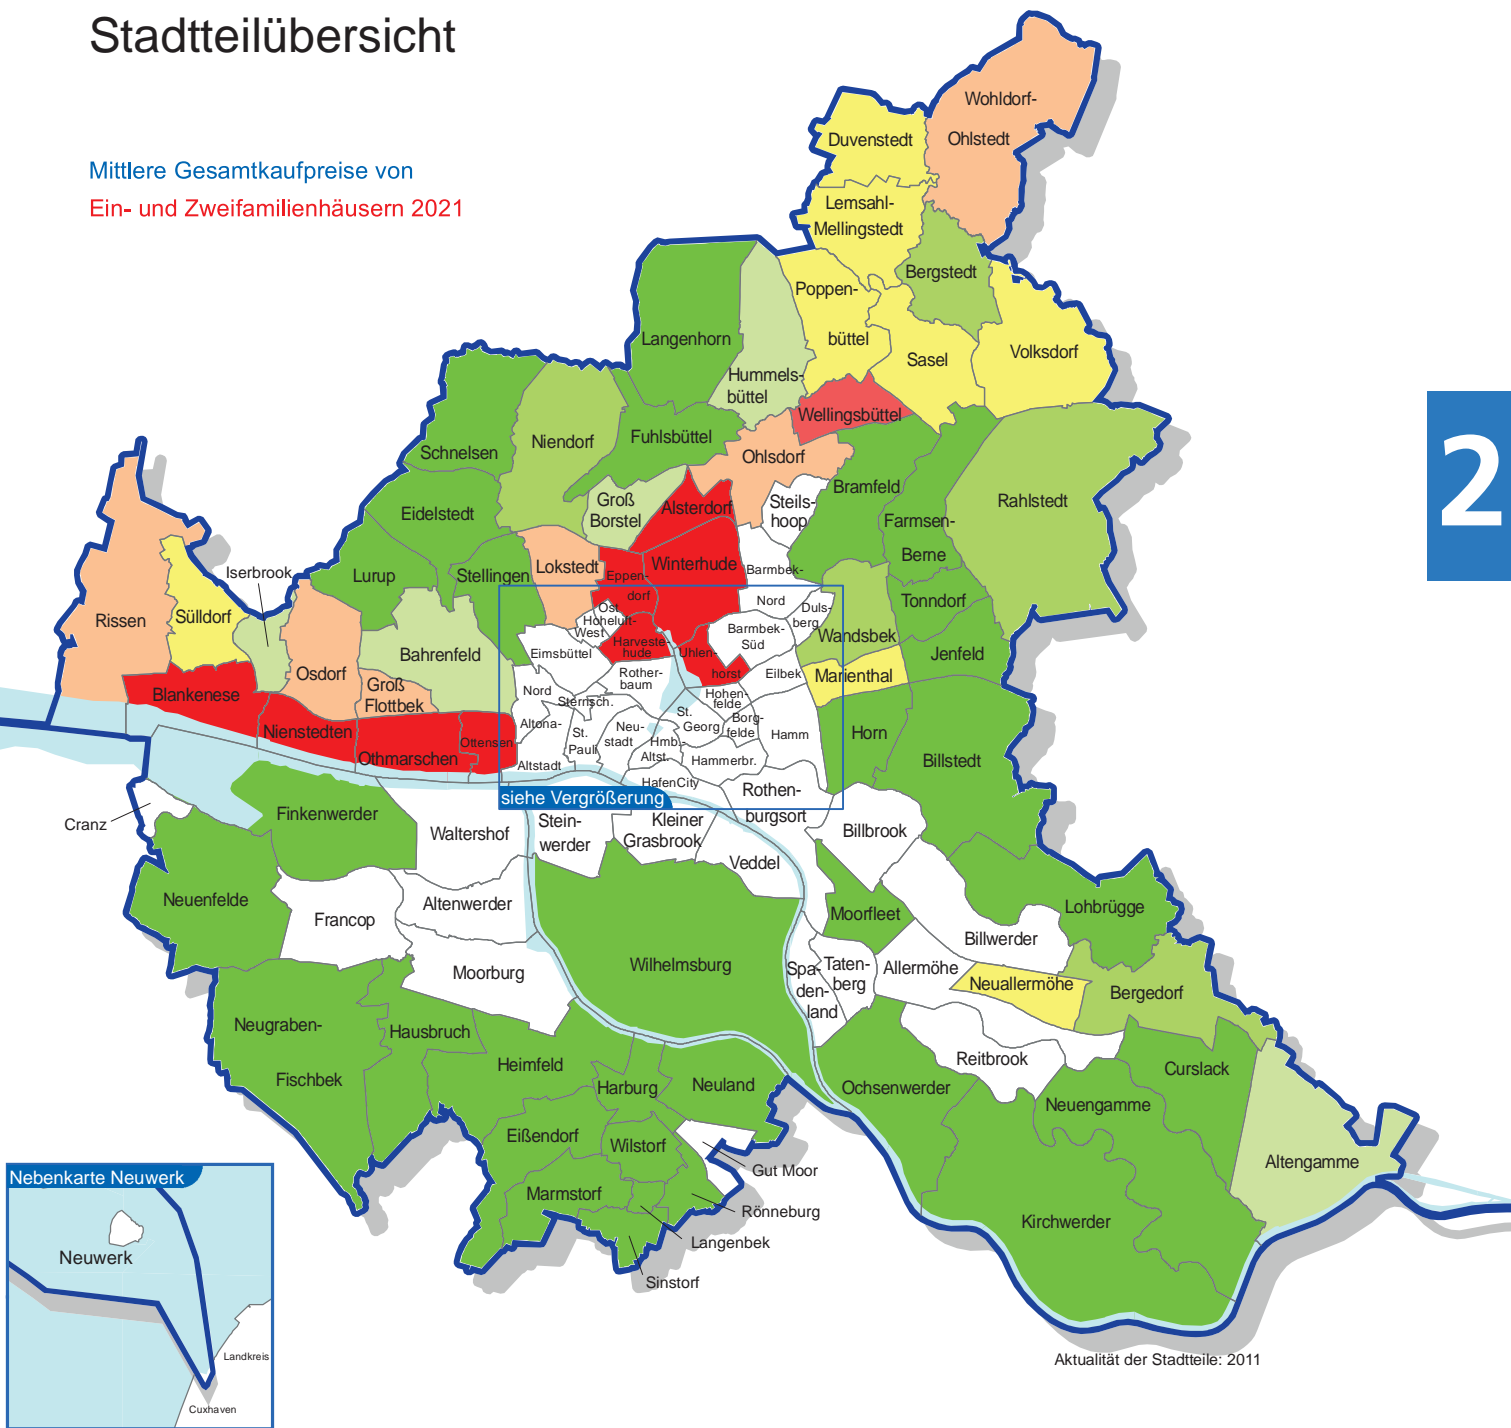 Stadtteilübersicht
Mittlere Gesamtkaufpreise von
Ein- und Zweifamilienhäusern 2021
2
Wohldorf-
Ohlstedt
Duvenstedt
Lemsahl-
Mellingstedt
Bergstedt
Poppen-
büttel
Sasel
Volksdorf
Langenhorn
Hummels-
büttel
Wellingsbüttel
Schnelsen
Niendorf
Fuhlsbüttel
Ohlsdorf
Groß
Borstel
Alsterdorf
Steils-
hoop
Bramfeld
Farmsen-
Berne
Rahlstedt
Eidelstedt
Lokstedt
Eppen-
dorf
Winterhude
Barmbek-
Nord
Stellingen
Lurup
Iserbrook
Rissen
Sülldorf
Osdorf
Bahrenfeld
Groß
Flottbek
Blankenese
Nienstedten
Othmarschen
Ottensen
Ost
Hoheluft-
West
Harveste-
hude
Eimsbüttel
Rother-
baum
Uhlen-
horst
Barmbek-
Süd
Duls-
berg
Wandsbek
Tonndorf
Jenfeld
Marienthal
Eilbek
Hohen-
felde
Nord
Altona-
Altstadt
Sternsch.
St.
Pauli
Neu-
stadt
St.
Georg
Borg-
felde
Hamm
Horn
Billstedt
Hmb.-
Altst.
Hammerbr.
HafenCity
siehe Vergrößerung
Rothen-
burgsort
Cranz
Finkenwerder
Waltershof
Stein-
werder
Kleiner
Grasbrook
Veddel
Billbrook
Neuenfelde
Francop
Altenwerder
Moorfleet
Lohbrügge
Billwerder
Moorburg
Wilhelmsburg
Spa-
den-
land
Taten-
berg
Allermöhe
Neuallermöhe
Bergedorf
Neugraben-
Fischbek
Hausbruch
Heimfeld
Harburg
Neuland
Reitbrook
Curslack
Ochsenwerder
Neuengamme
Eißendorf
Wilstorf
Gut Moor
Altengamme
Marmstorf
Rönneburg
Langenbek
Kirchwerder
Sinstorf
Nebenkarte Neuwerk
Neuwerk
Landkreis
Cuxhaven
Aktualität der Stadtteile: 2011